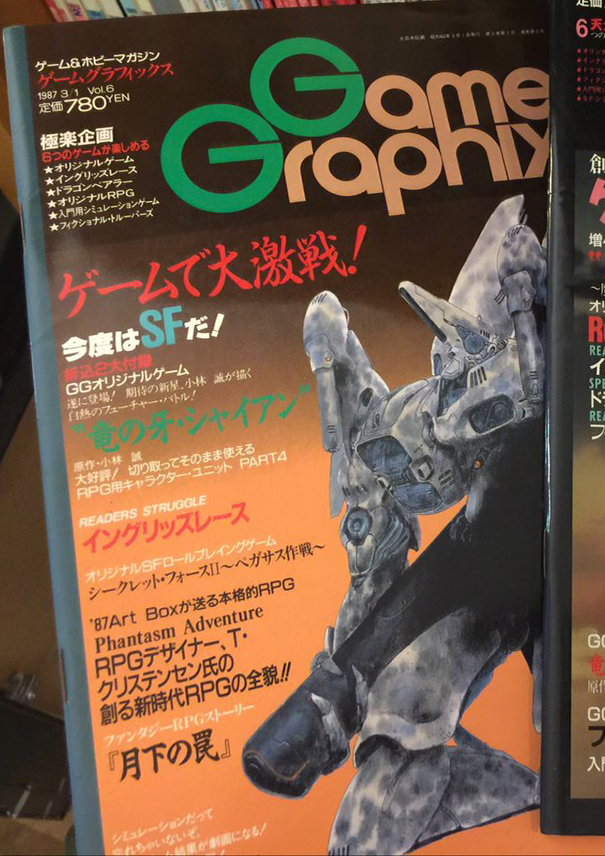 ゲーム&ホビーマガジン
ゲームグラフィックス
1987 3/1 Vol.6
定価780YEN
Game
Graphix
極楽企画
6つのゲームが楽しめる
★オリジナルゲーム
★イングリッズレース
★ドラゴンベアラー
★オリジナルRPG
★入門用シミュレーションゲーム
★フィクショナル・トルーパーズ
ゲームで大激戦!
今度はSFだ!
折込2大付録
GGオリジナルゲーム
遂に登場! 期待の新星、小林 誠が描く
白熱のフューチャー・バトル!
"竜の牙・シャイアン"
原作・小林 誠
大好評! 切り取ってそのまま使える
RPG用キャラクター・ユニット PART4
READERS STRUGGLE
イングリッズレース
オリジナルSFロールプレイングゲーム
シークレット・フォースII〜ペガサス作戦〜
'87Art Boxが送る本格的RPG
Phantasm Adventure
RPGデザイナー、T・
クリステンセン氏の
創る新時代RPGの全貌!!
ファンタジーRPGストーリー
『月下の罠』
シミュレーションだって
忘れちゃいないぞ。
結果が劇画になる!